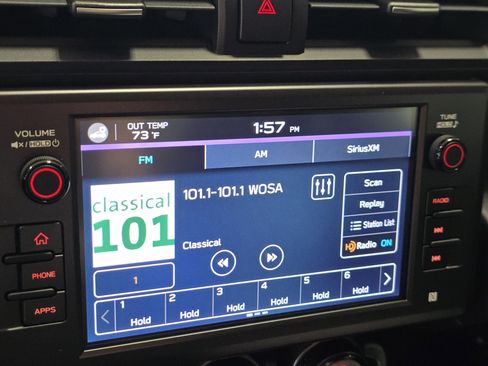 VOLUME
HOLD
OUT TEMP
73 °F
1:57 PM
TUNE
HOLD
FM
AM
SiriusXM
classical
101
101.1-101.1 WOSA
Classical
Scan
Replay
Station List
HD Radio ON
RADIO
PHONE
APPS
1
1 Hold
2 Hold
3 Hold
4 Hold
5 Hold
6 Hold